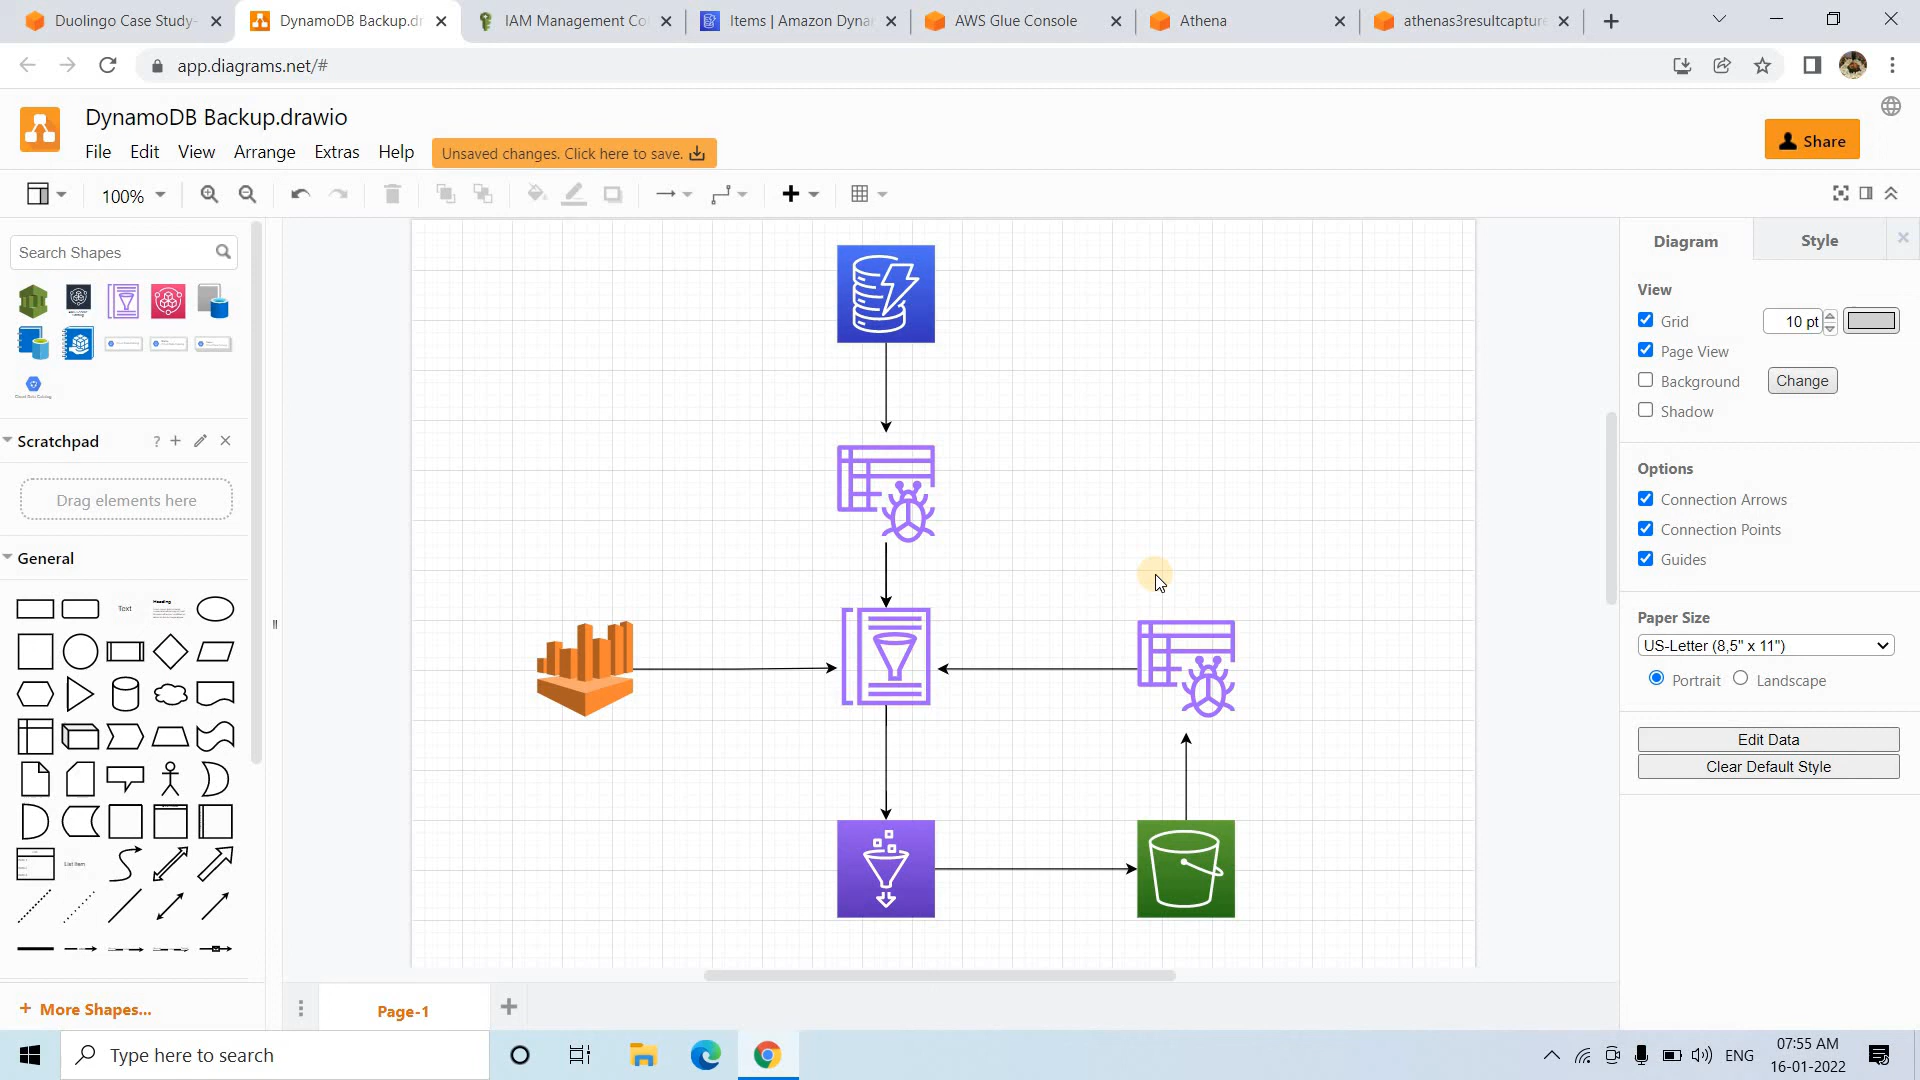 Duolingo Case Study-
DynamoDB Backup.dr
IAM Management Co
Items | Amazon Dyna
AWS Glue Console
Athena
athenas3resultcapture
app.diagrams.net/#
DynamoDB Backup.drawio
File Edit View Arrange Extras Help
Unsaved changes. Click here to save.
Share
100%
Search Shapes
Diagram
Style
View
Grid
10 pt
Page View
Background
Change
Shadow
Scratchpad
?
Drag elements here
Options
Connection Arrows
Connection Points
Guides
General
Text
Heading
List Item
Paper Size
US-Letter (8,5" x 11")
Portrait
Landscape
Edit Data
Clear Default Style
+ More Shapes...
Page-1
Type here to search
ENG
07:55 AM
16-01-2022